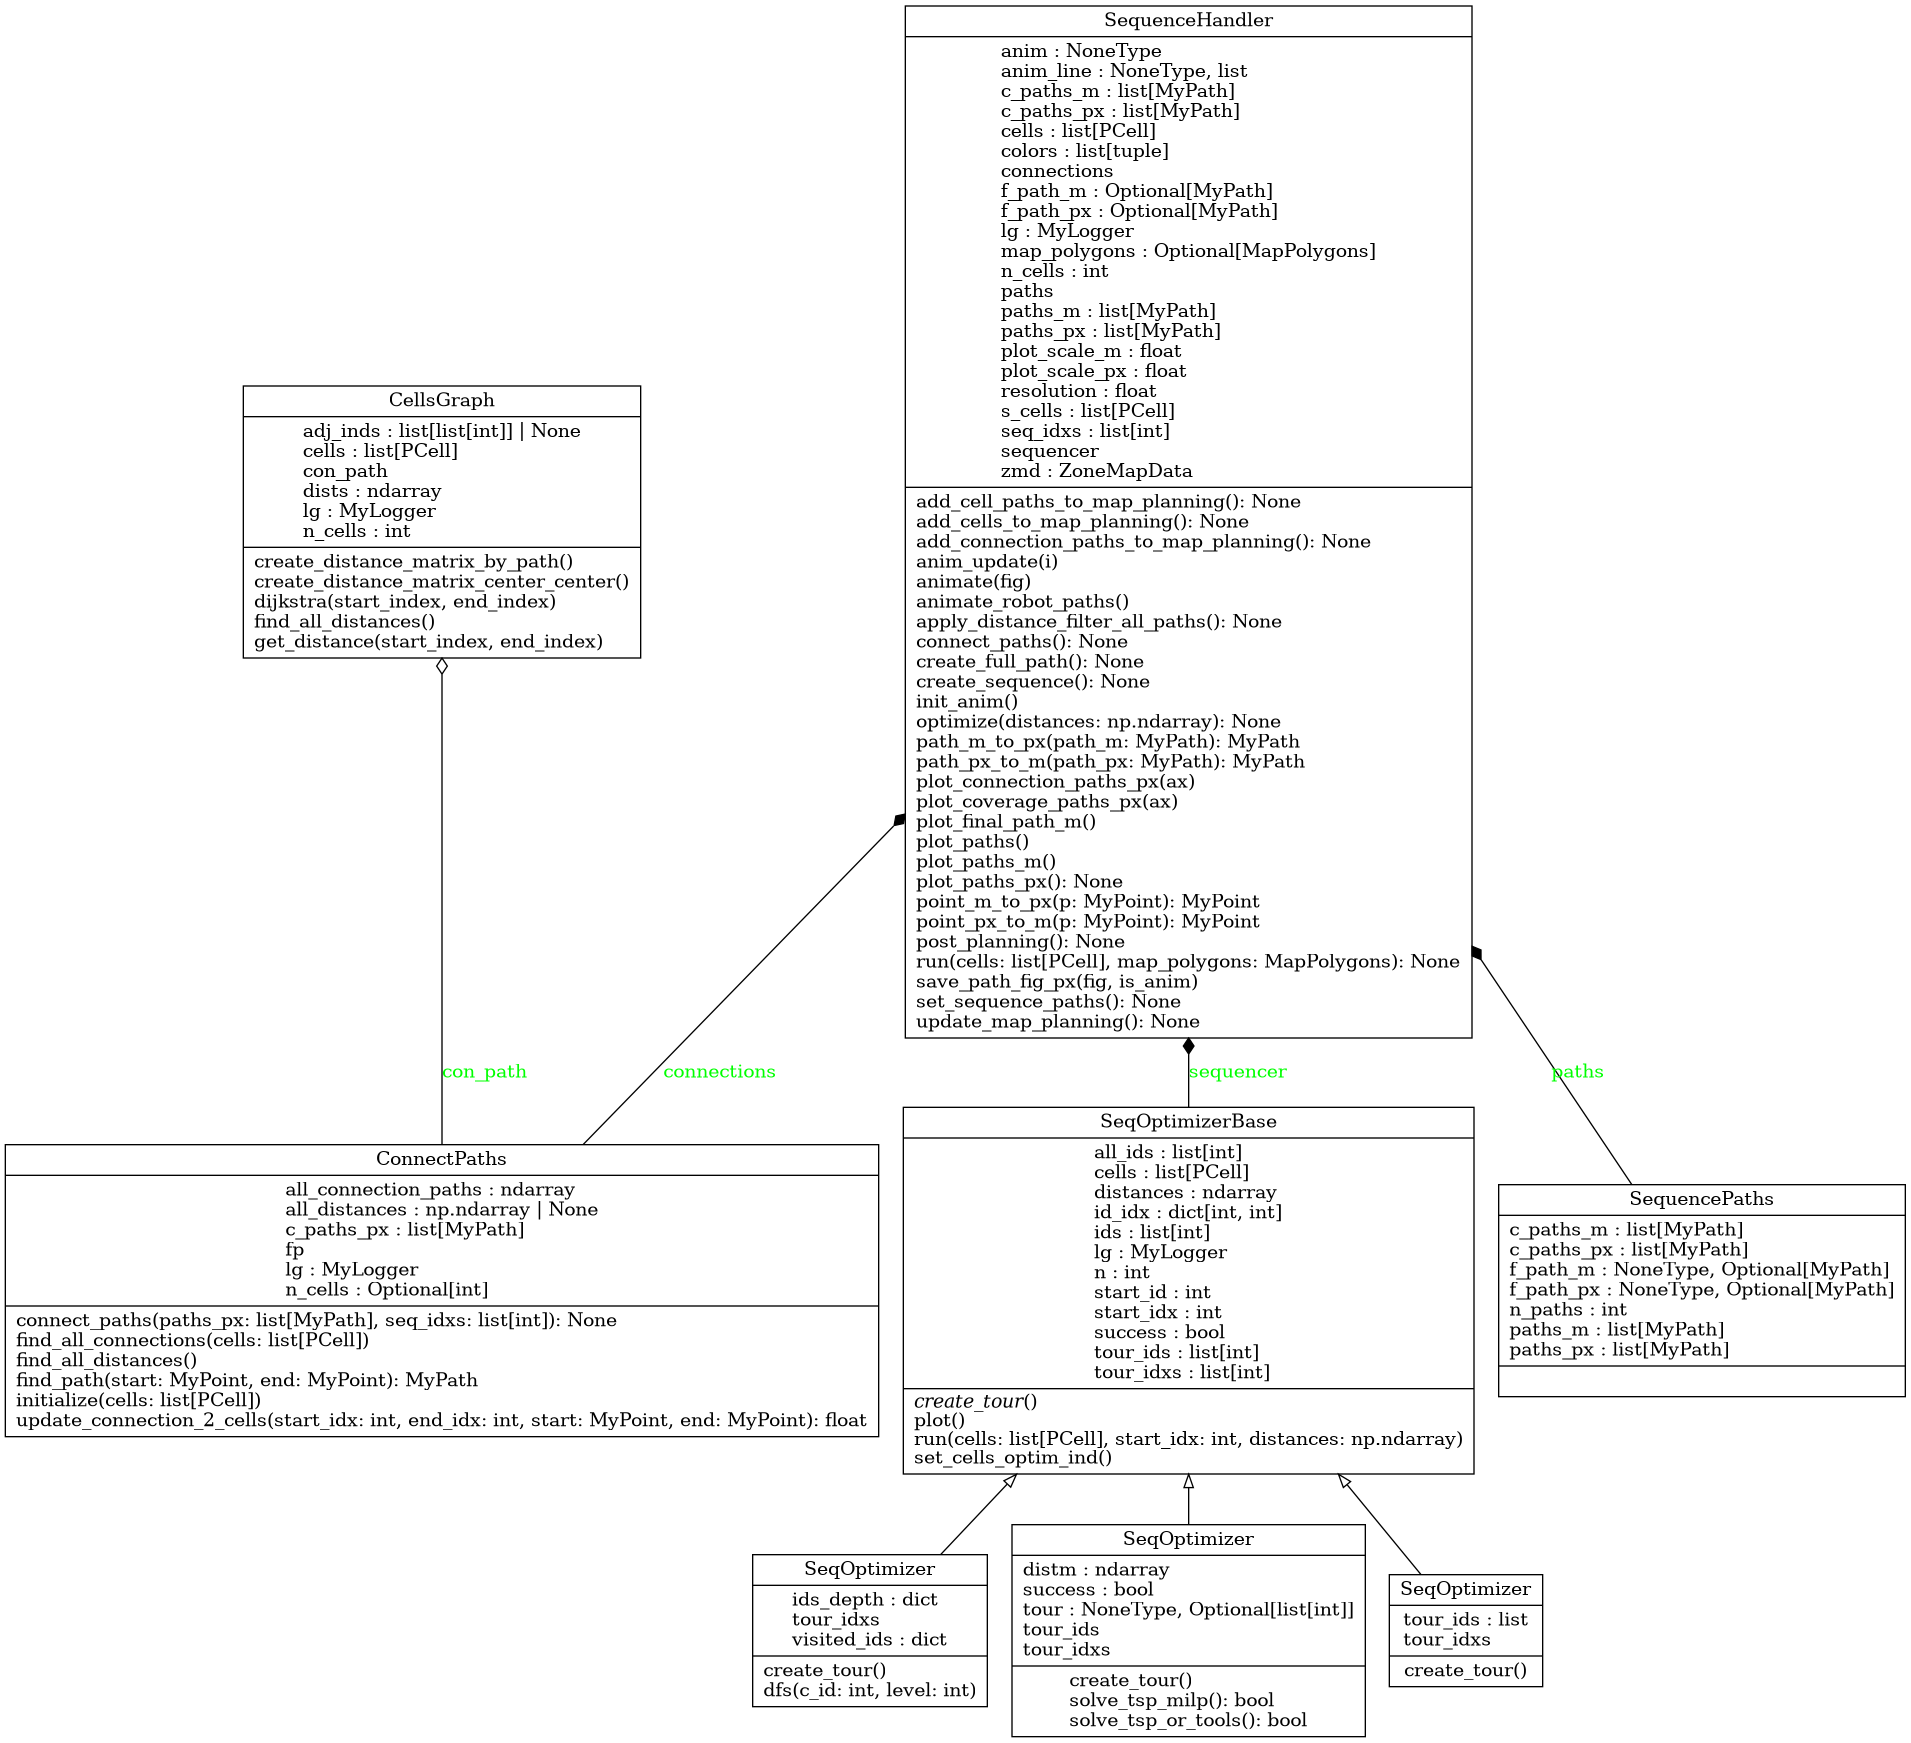 SequenceHandler
anim : NoneType
anim_line : NoneType, list
c_paths_m : list[MyPath]
c_paths_px : list[MyPath]
cells : list[PCell]
colors : list[tuple]
connections
f_path_m : Optional[MyPath]
f_path_px : Optional[MyPath]
lg : MyLogger
map_polygons : Optional[MapPolygons]
n_cells : int
paths
paths_m : list[MyPath]
paths_px : list[MyPath]
plot_scale_m : float
plot_scale_px : float
resolution : float
s_cells : list[PCell]
seq_idxs : list[int]
sequencer
zmd : ZoneMapData
add_cell_paths_to_map_planning(): None
add_cells_to_map_planning(): None
add_connection_paths_to_map_planning(): None
anim_update(i)
animate(fig)
animate_robot_paths()
apply_distance_filter_all_paths(): None
connect_paths(): None
create_full_path(): None
create_sequence(): None
init_anim()
optimize(distances: np.ndarray): None
path_m_to_px(path_m: MyPath): MyPath
path_px_to_m(path_px: MyPath): MyPath
plot_connection_paths_px(ax)
plot_coverage_paths_px(ax)
plot_final_path_m()
plot_paths()
plot_paths_m()
plot_paths_px(): None
point_m_to_px(p: MyPoint): MyPoint
point_px_to_m(p: MyPoint): MyPoint
post_planning(): None
run(cells: list[PCell], map_polygons: MapPolygons): None
save_path_fig_px(fig, is_anim)
set_sequence_paths(): None
update_map_planning(): None
CellsGraph
adj_inds : list[list[int]] | None
cells : list[PCell]
con_path
dists : ndarray
lg : MyLogger
n_cells : int
create_distance_matrix_by_path()
create_distance_matrix_center_center()
dijkstra(start_index, end_index)
find_all_distances()
get_distance(start_index, end_index)
con_path
connections
sequencer
paths
ConnectPaths
all_connection_paths : ndarray
all_distances : np.ndarray | None
c_paths_px : list[MyPath]
fp
lg : MyLogger
n_cells : Optional[int]
connect_paths(paths_px: list[MyPath], seq_idxs: list[int]): None
find_all_connections(cells: list[PCell])
find_all_distances()
find_path(start: MyPoint, end: MyPoint): MyPath
initialize(cells: list[PCell])
update_connection_2_cells(start_idx: int, end_idx: int, start: MyPoint, end: MyPoint): float
SeqOptimizerBase
all_ids : list[int]
cells : list[PCell]
distances : ndarray
id_idx : dict[int, int]
ids : list[int]
lg : MyLogger
n : int
start_id : int
start_idx : int
success : bool
tour_ids : list[int]
tour_idxs : list[int]
create_tour()
plot()
run(cells: list[PCell], start_idx: int, distances: np.ndarray)
set_cells_optim_ind()
SequencePaths
c_paths_m : list[MyPath]
c_paths_px : list[MyPath]
f_path_m : NoneType, Optional[MyPath]
f_path_px : NoneType, Optional[MyPath]
n_paths : int
paths_m : list[MyPath]
paths_px : list[MyPath]
SeqOptimizer
ids_depth : dict
tour_idxs
visited_ids : dict
create_tour()
dfs(c_id: int, level: int)
SeqOptimizer
distm : ndarray
success : bool
tour : NoneType, Optional[list[int]]
tour_ids
tour_idxs
create_tour()
solve_tsp_milp(): bool
solve_tsp_or_tools(): bool
SeqOptimizer
tour_ids : list
tour_idxs
create_tour()